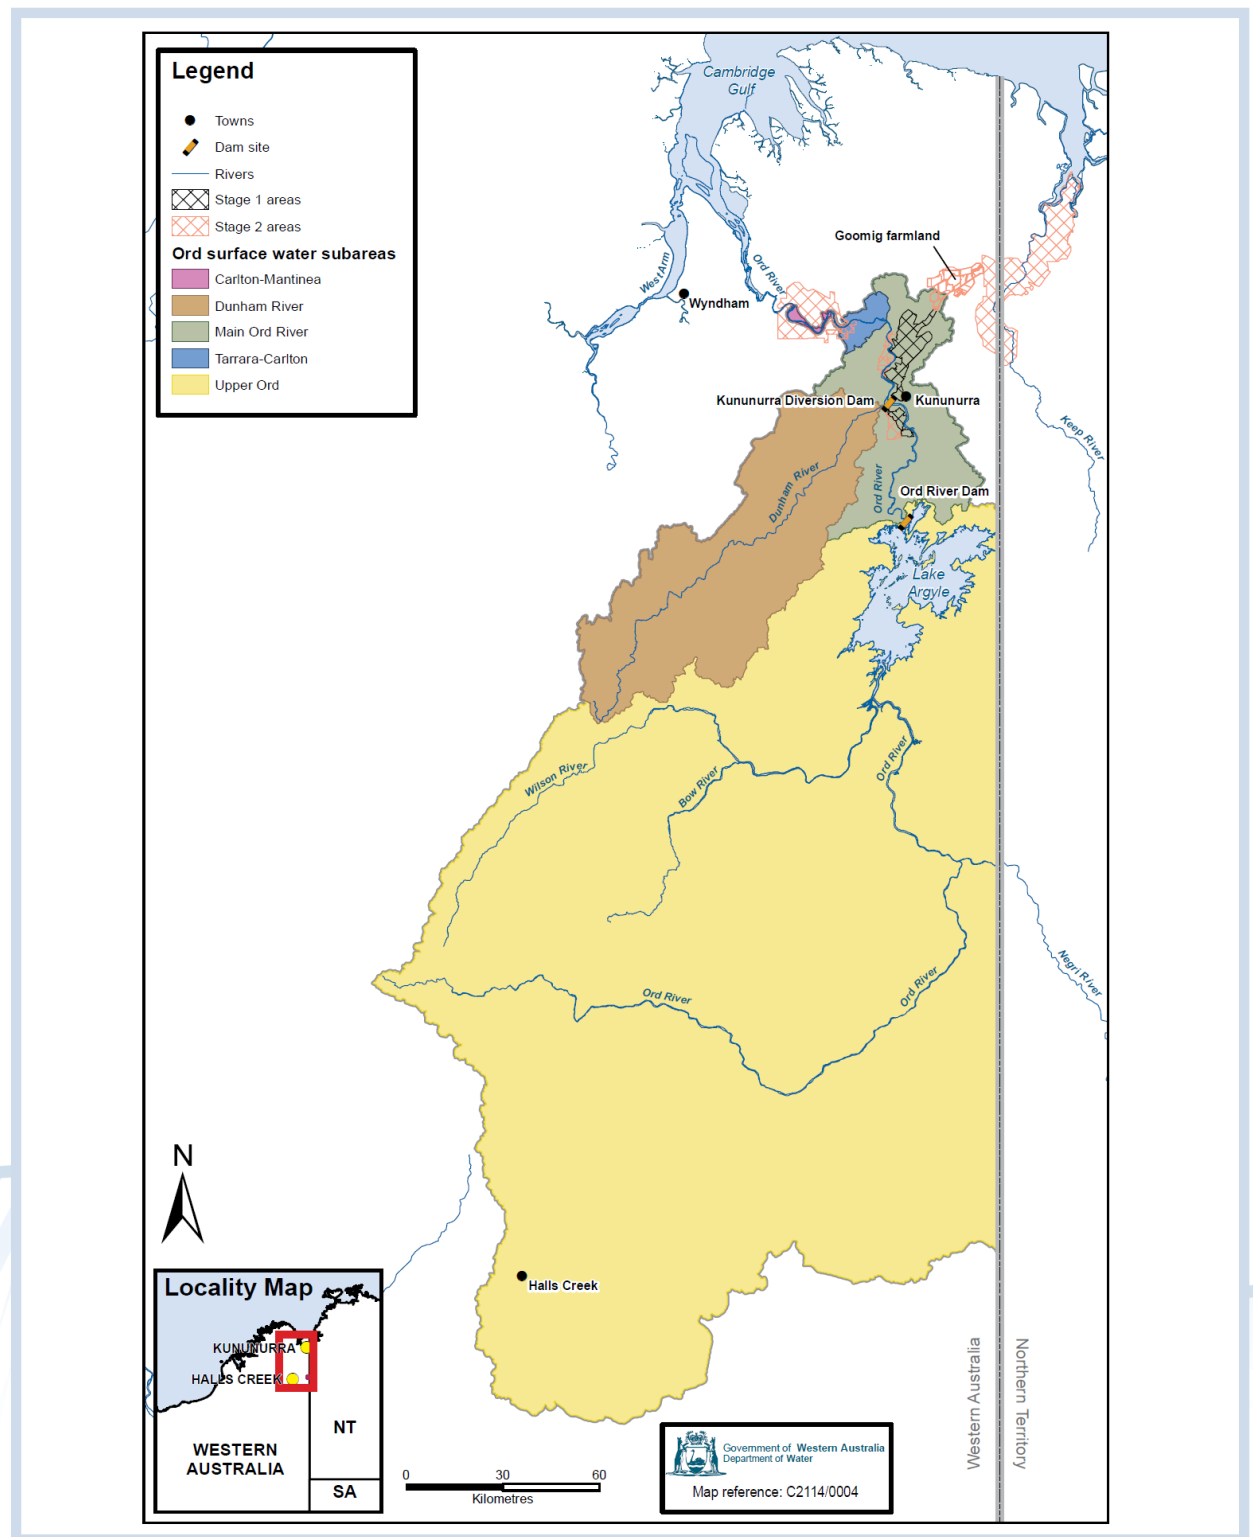 Legend
Towns
Dam site
Rivers
Stage 1 areas
Stage 2 areas
Ord surface water subareas
Carlton-Mantinea
Dunham River
Main Ord River
Tarrara-Carlton
Upper Ord
Cambridge
Gulf
Goomig farmland
West Arm
Ord River
Wyndham
Kununurra Diversion Dam
Kununurra
Keep River
Dunham River
Ord River
Ord River Dam
Lake
Argyle
Wilson River
Bow River
Ord River
Ord River
Ord River
Negri River
N
Halls Creek
Locality Map
KUNUNURRA
HALLS CREEK
NT
WESTERN
AUSTRALIA
SA
0 30 60
Kilometres
Government of Western Australia
Department of Water
Map reference: C2114/0004
Western Australia
Northern Territory